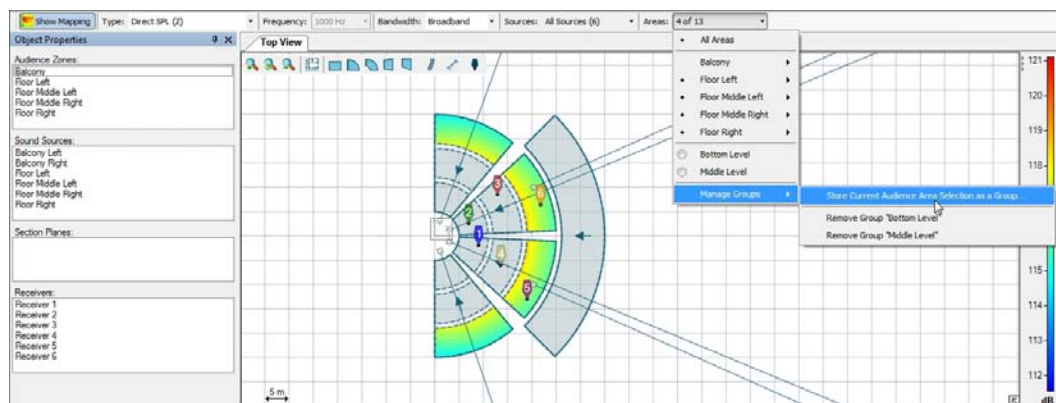 Show Mapping Type: Direct SPL (Z) Frequency: 1000 Hz Bandwidth: Broadband Sources: All Sources (6) Areas: 4 of 13
Object Properties
Audience Zones:
Balcony
Floor Left
Floor Middle Left
Floor Middle Right
Floor Right
Sound Sources:
Balcony Left
Balcony Right
Floor Left
Floor Middle Left
Floor Middle Right
Floor Right
Section Planes:
Receivers:
Receiver 1
Receiver 2
Receiver 3
Receiver 4
Receiver 5
Receiver 6
Top View
3
6
2
1
4
5
5 m
All Areas
Balcony
Floor Left
Floor Middle Left
Floor Middle Right
Floor Right
Bottom Level
Middle Level
Manage Groups
Store Current Audience Area Selection as a Group
Remove Group "Bottom Level"
Remove Group "Middle Level"
121
120
119
118
115
114
113
112
dB